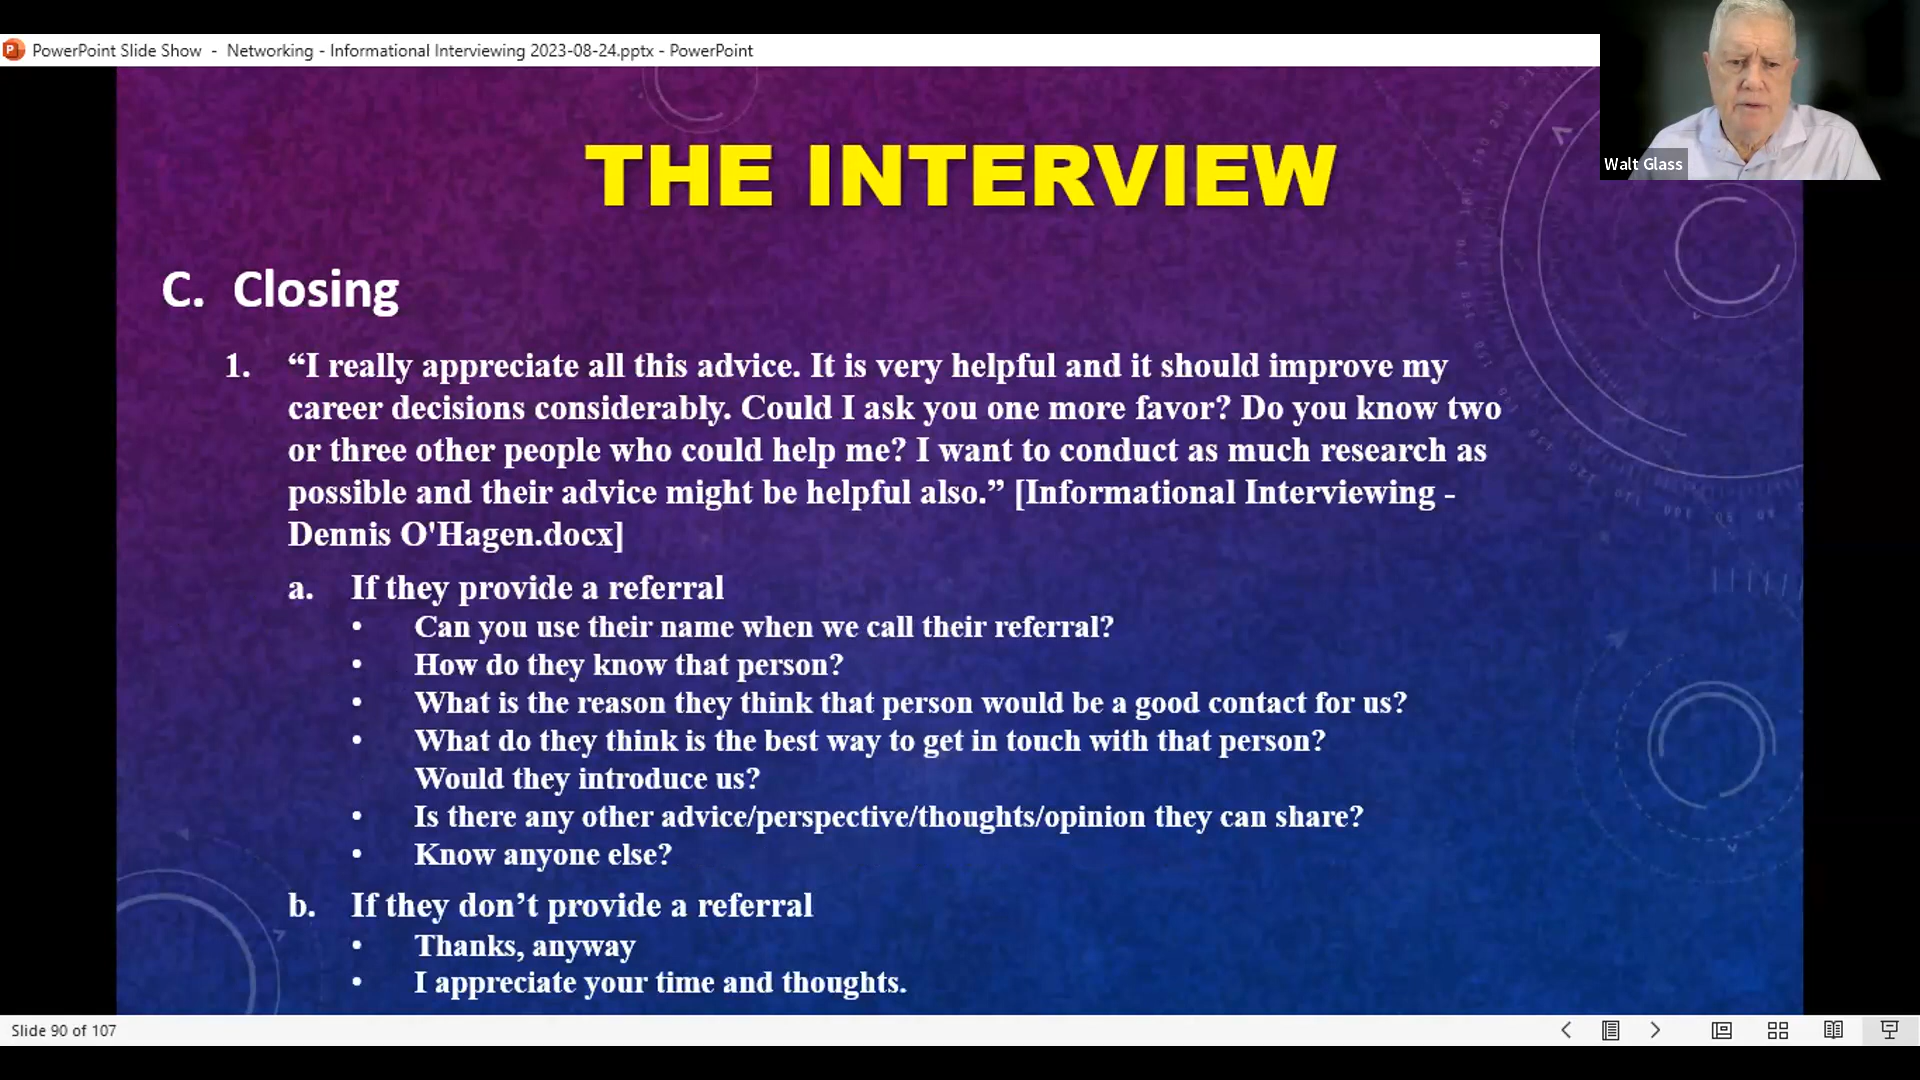 PowerPoint Slide Show - Networking - Informational Interviewing 2023-08-24.pptx - PowerPoint
Walt Glass
THE INTERVIEW
C. Closing
1. “I really appreciate all this advice. It is very helpful and it should improve my
career decisions considerably. Could I ask you one more favor? Do you know two
or three other people who could help me? I want to conduct as much research as
possible and their advice might be helpful also.” [Informational Interviewing -
Dennis O'Hagen.docx]
a. If they provide a referral
• Can you use their name when we call their referral?
• How do they know that person?
• What is the reason they think that person would be a good contact for us?
• What do they think is the best way to get in touch with that person?
Would they introduce us?
• Is there any other advice/perspective/thoughts/opinion they can share?
• Know anyone else?
b. If they don’t provide a referral
• Thanks, anyway
• I appreciate your time and thoughts.
Slide 90 of 107